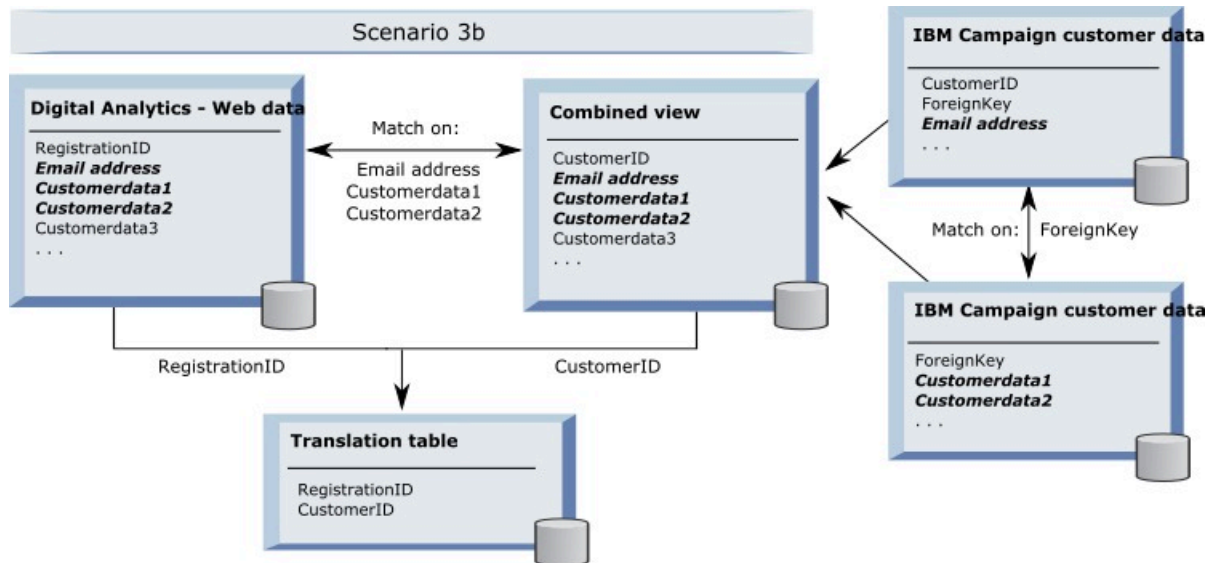 Scenario 3b
Digital Analytics - Web data
RegistrationID
Email address
Customerdata1
Customerdata2
Customerdata3
. . .
Match on:
Email address
Customerdata1
Customerdata2
Combined view
CustomerID
Email address
Customerdata1
Customerdata2
Customerdata3
. . .
IBM Campaign customer data
CustomerID
ForeignKey
Email address
. . .
Match on: ForeignKey
IBM Campaign customer data
ForeignKey
Customerdata1
Customerdata2
. . .
RegistrationID
CustomerID
Translation table
RegistrationID
CustomerID